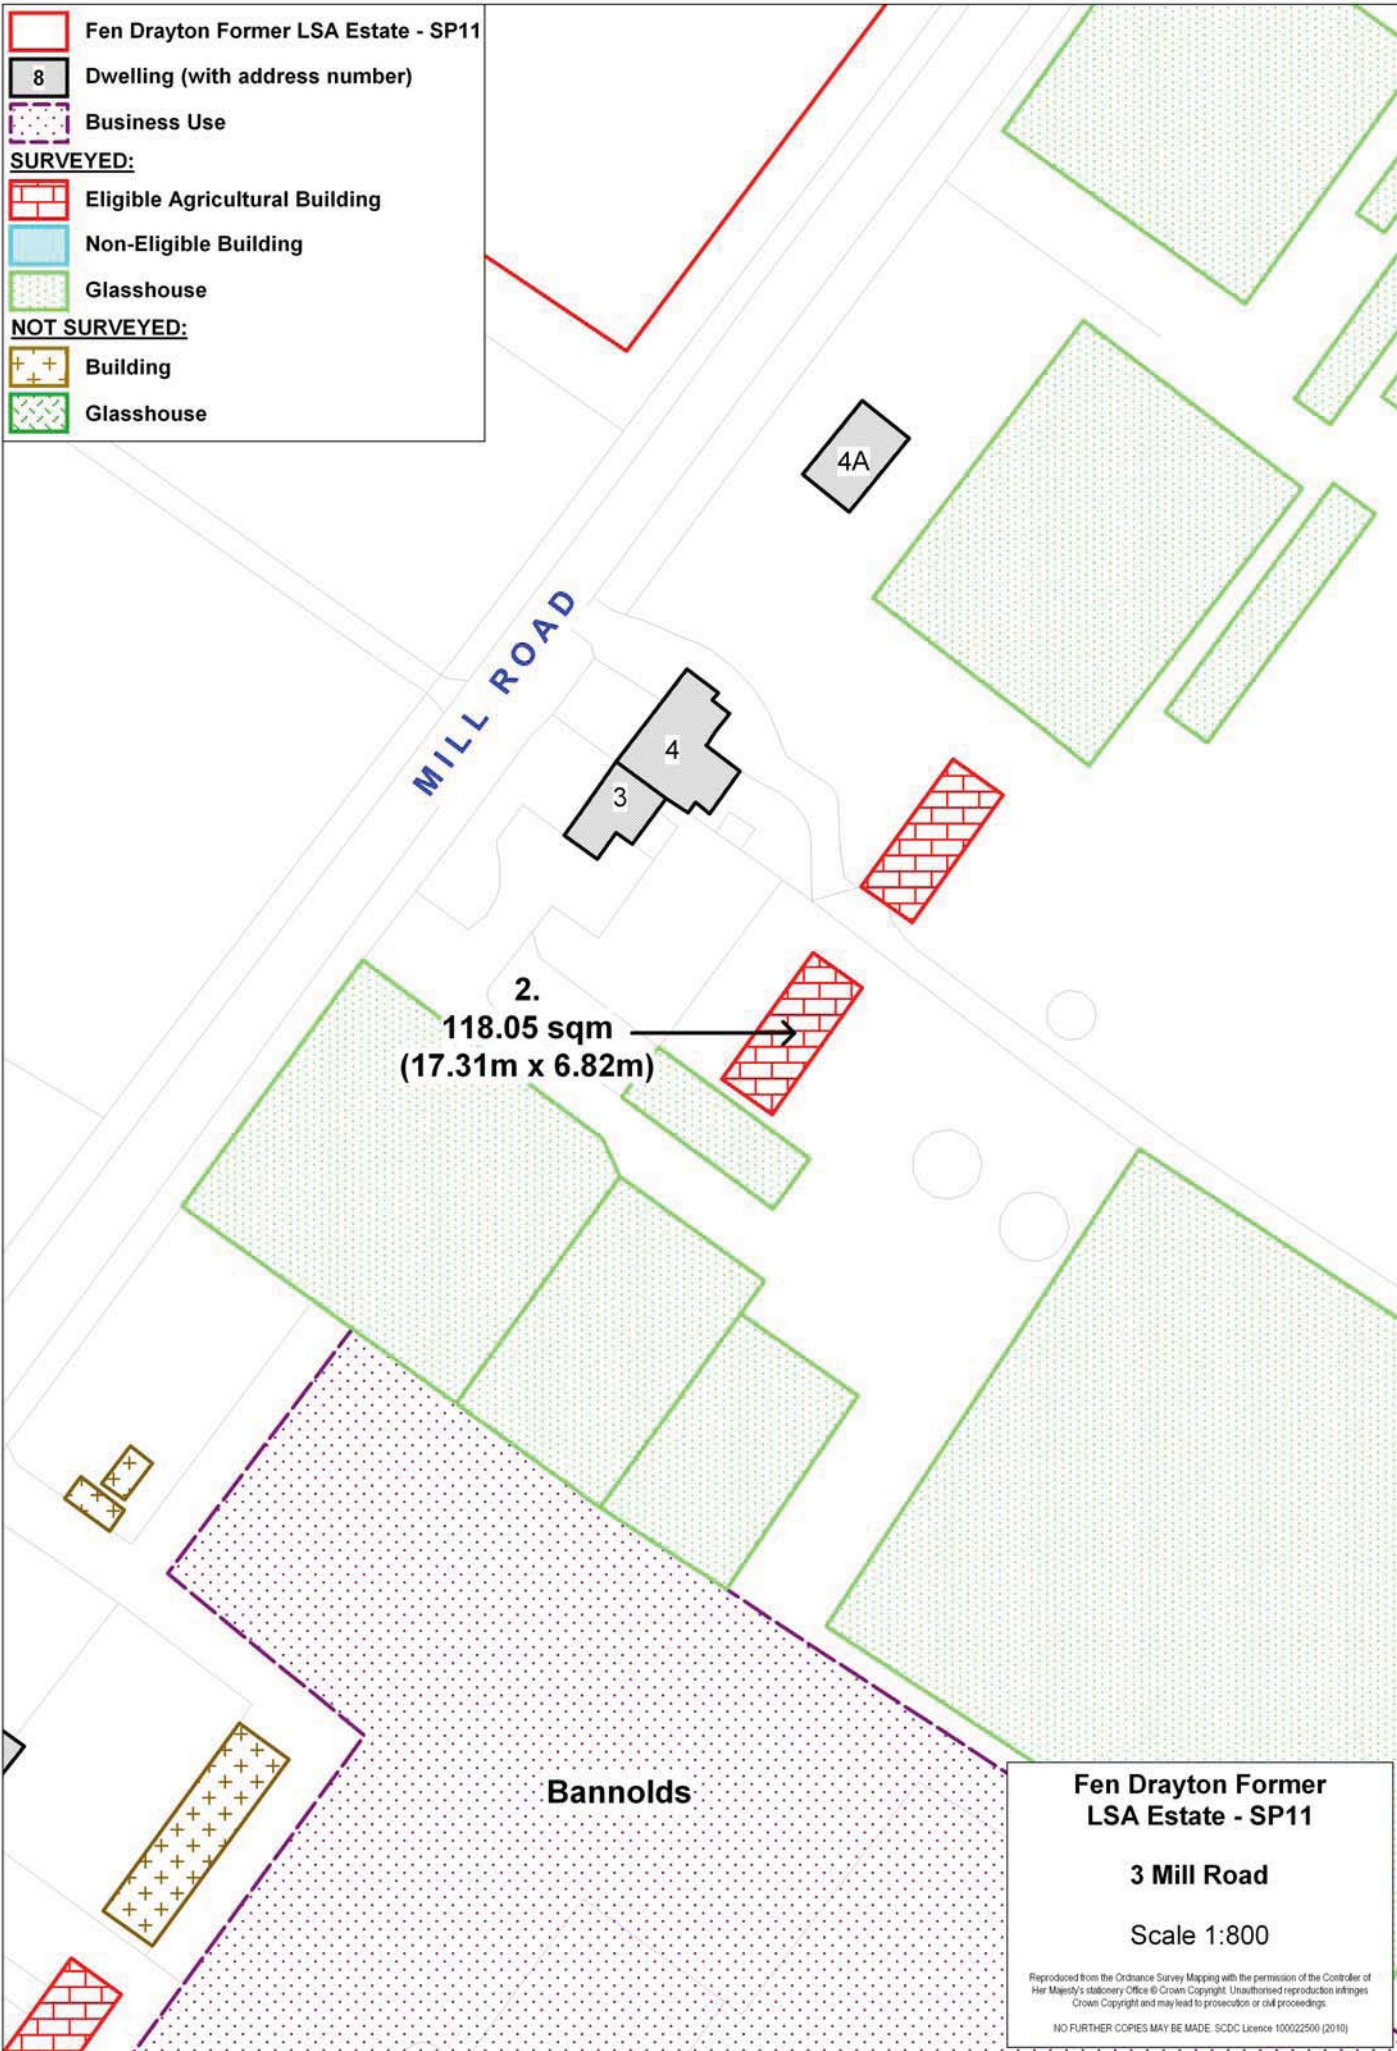 Fen Drayton Former LSA Estate - SP11
8 Dwelling (with address number)
Business Use
SURVEYED:
Eligible Agricultural Building
Non-Eligible Building
Glasshouse
NOT SURVEYED:
Building
Glasshouse
4A
MILL ROAD
4
3
2.
118.05 sqm
(17.31m x 6.82m)
Bannolds
Fen Drayton Former
LSA Estate - SP11
3 Mill Road
Scale 1:800
Reproduced from the Ordnance Survey Mapping with the permission of the Controller of
Her Majesty's stationery Office © Crown Copyright. Unauthorised reproduction infringes
Crown Copyright and may lead to prosecution or civil proceedings.
NO FURTHER COPIES MAY BE MADE. SCDC Licence 100022500 (2010)